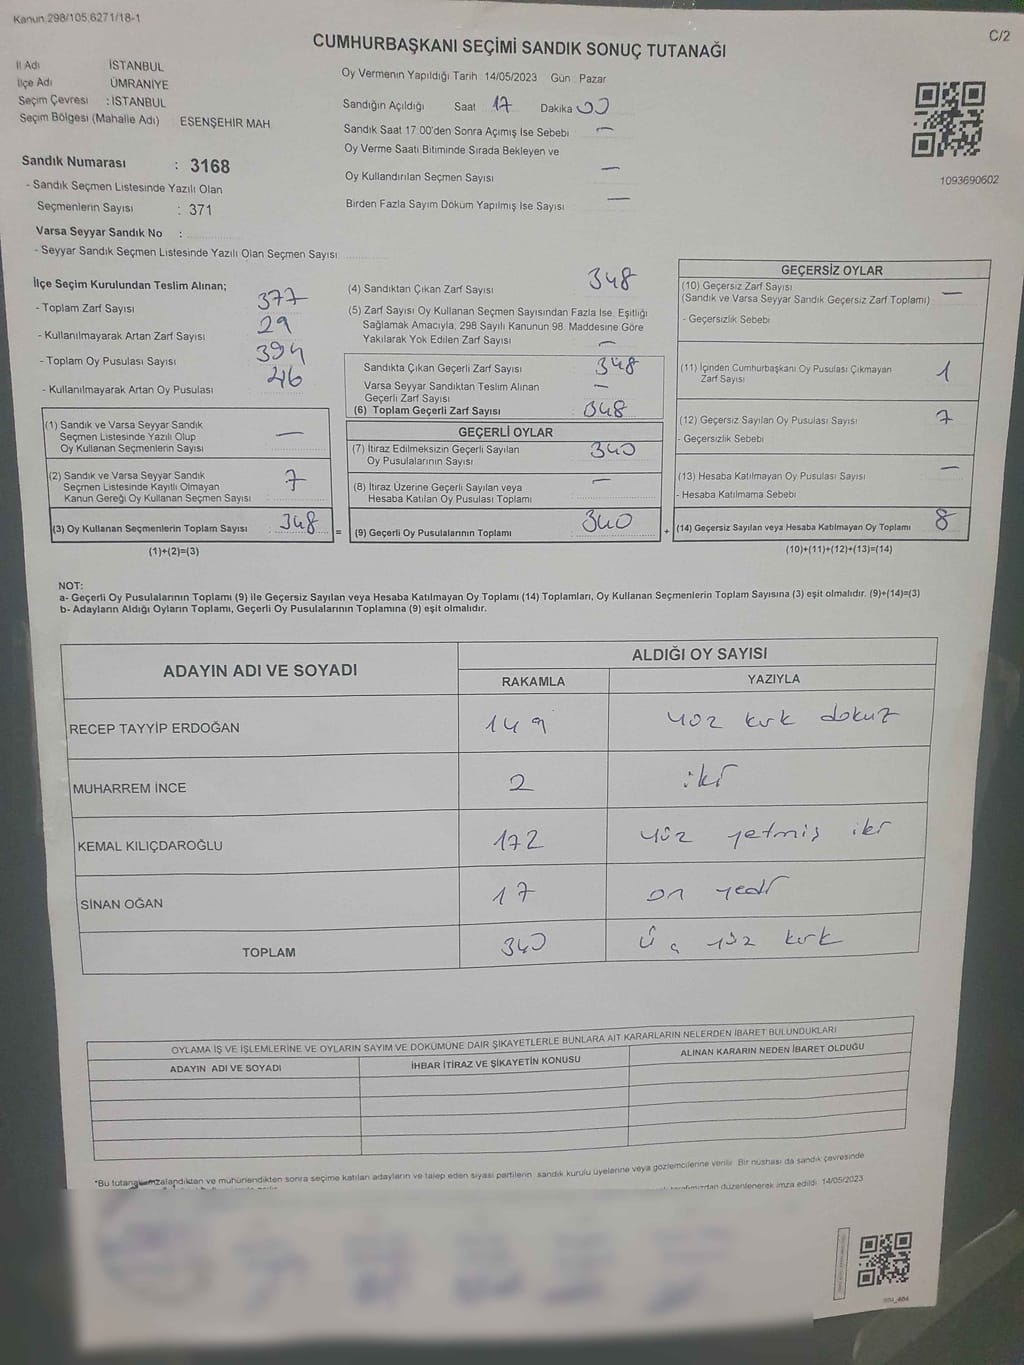 Kanun.298/105,6271/18-1
C/2
CUMHURBAŞKANI SEÇİMİ SANDIK SONUÇ TUTANAĞI
İl Adı İSTANBUL
İlçe Adı ÜMRANİYE
Seçim Çevresi : İSTANBUL
Seçim Bölgesi (Mahalle Adı) ESENŞEHİR MAH
Sandık Numarası : 3168
- Sandık Seçmen Listesinde Yazılı Olan
Seçmenlerin Sayısı : 371
Varsa Seyyar Sandık No :
- Seyyar Sandık Seçmen Listesinde Yazılı Olan Seçmen Sayısı
Oy Vermenin Yapıldığı Tarih 14/05/2023 Gün Pazar
Sandığın Açıldığı Saat 17 Dakika 00
Sandık Saat 17:00'den Sonra Açımış İse Sebebi —
Oy Verme Saati Bitiminde Sırada Bekleyen ve
Oy Kullandırılan Seçmen Sayısı —
Birden Fazla Sayım Döküm Yapılmış İse Sayısı —
1093690602
İlçe Seçim Kurulundan Teslim Alınan;
- Toplam Zarf Sayısı 377
- Kullanılmayarak Artan Zarf Sayısı 29
- Toplam Oy Pusulası Sayısı 394
- Kullanılmayarak Artan Oy Pusulası 46
(1) Sandık ve Varsa Seyyar Sandık
Seçmen Listesinde Yazılı Olup
Oy Kullanan Seçmenlerin Sayısı —
(2) Sandık ve Varsa Seyyar Sandık
Seçmen Listesinde Kayıtlı Olmayan
Kanun Gereği Oy Kullanan Seçmen Sayısı 7
(3) Oy Kullanan Seçmenlerin Toplam Sayısı 348
(1)+(2)=(3)
(4) Sandıktan Çıkan Zarf Sayısı 348
(5) Zarf Sayısı Oy Kullanan Seçmen Sayısından Fazla İse, Eşitliği
Sağlamak Amacıyla, 298 Sayılı Kanunun 98. Maddesine Göre
Yakılarak Yok Edilen Zarf Sayısı —
Sandıkta Çıkan Geçerli Zarf Sayısı 348
Varsa Seyyar Sandıktan Teslim Alınan
Geçerli Zarf Sayısı —
(6) Toplam Geçerli Zarf Sayısı 348
GEÇERLİ OYLAR
(7) İtiraz Edilmeksizin Geçerli Sayılan
Oy Pusulalarının Sayısı 340
(8) İtiraz Üzerine Geçerli Sayılan veya
Hesaba Katılan Oy Pusulası Toplamı —
= (9) Geçerli Oy Pusulalarının Toplamı 340
GEÇERSİZ OYLAR
(10) Geçersiz Zarf Sayısı
(Sandık ve Varsa Seyyar Sandık Geçersiz Zarf Toplamı) —
- Geçersizlik Sebebi
(11) İçinden Cumhurbaşkanı Oy Pusulası Çıkmayan
Zarf Sayısı 1
(12) Geçersiz Sayılan Oy Pusulası Sayısı 7
- Geçersizlik Sebebi
(13) Hesaba Katılmayan Oy Pusulası Sayısı —
- Hesaba Katılmama Sebebi
+ (14) Geçersiz Sayılan veya Hesaba Katılmayan Oy Toplamı 8
(10)+(11)+(12)+(13)=(14)
NOT:
a- Geçerli Oy Pusulalarının Toplamı (9) ile Geçersiz Sayılan veya Hesaba Katılmayan Oy Toplamı (14) Toplamları, Oy Kullanan Seçmenlerin Toplam Sayısına (3) eşit olmalıdır. (9)+(14)=(3)
b- Adayların Aldığı Oyların Toplamı, Geçerli Oy Pusulalarının Toplamına (9) eşit olmalıdır.
ADAYIN ADI VE SOYADI ALDIĞI OY SAYISI
RAKAMLA YAZIYLA
RECEP TAYYİP ERDOĞAN 149 yüz kırk dokuz
MUHARREM İNCE 2 iki
KEMAL KILIÇDAROĞLU 172 yüz yetmiş iki
SİNAN OĞAN 17 on yedi
TOPLAM 340 Üç yüz kırk
OYLAMA İŞ VE İŞLEMLERİNE VE OYLARIN SAYIM VE DÖKÜMÜNE DAİR ŞİKAYETLERLE BUNLARA AİT KARARLARIN NELERDEN İBARET BULUNDUKLARI
ADAYIN ADI VE SOYADI İHBAR İTİRAZ VE ŞİKAYETİN KONUSU ALINAN KARARIN NEDEN İBARET OLDUĞU
*Bu tutanak imzalandıktan ve mühürlendikten sonra seçime katılan adayların ve talep eden siyasi partilerin, sandık kurulu üyelerine veya gözlemcilerine verilir. Bir nüshası da sandık çevresinde
tarafımızdan düzenlenerek imza edildi. 14/05/2023